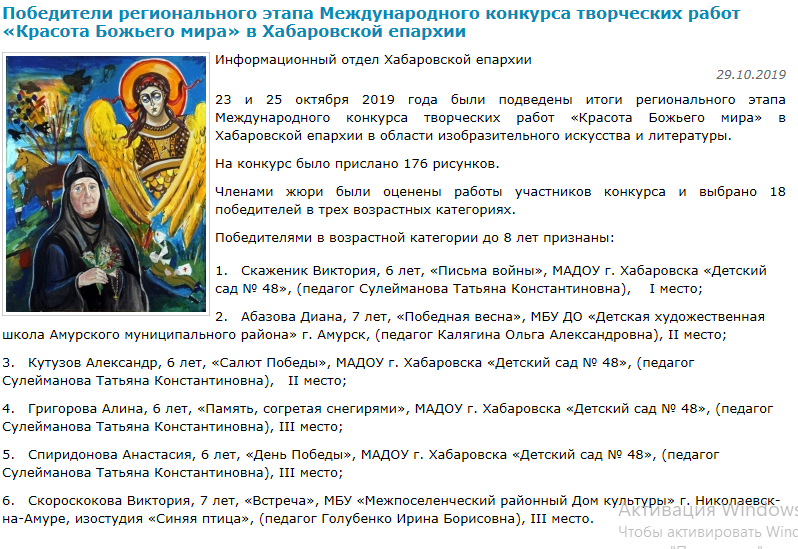 Победители регионального этапа Международного конкурса творческих работ
«Красота Божьего мира» в Хабаровской епархии
Информационный отдел Хабаровской епархии
29.10.2019
23 и 25 октября 2019 года были подведены итоги регионального этапа
Международного конкурса творческих работ «Красота Божьего мира» в
Хабаровской епархии в области изобразительного искусства и литературы.
На конкурс было прислано 176 рисунков.
Членами жюри были оценены работы участников конкурса и выбрано 18
победителей в трех возрастных категориях.
Победителями в возрастной категории до 8 лет признаны:
1. Скаженик Виктория, 6 лет, «Письма войны», МАДОУ г. Хабаровска «Детский
сад № 48», (педагог Сулейманова Татьяна Константиновна), I место;
2. Абазова Диана, 7 лет, «Победная весна», МБУ ДО «Детская художественная
школа Амурского муниципального района» г. Амурск, (педагог Калягина Ольга Александровна), II место;
3. Кутузов Александр, 6 лет, «Салют Победы», МАДОУ г. Хабаровска «Детский сад № 48», (педагог
Сулейманова Татьяна Константиновна), II место;
4. Григорова Алина, 6 лет, «Память, согретая снегирями», МАДОУ г. Хабаровска «Детский сад № 48», (педагог
Сулейманова Татьяна Константиновна), III место;
5. Спиридонова Анастасия, 6 лет, «День Победы», МАДОУ г. Хабаровска «Детский сад № 48», (педагог
Сулейманова Татьяна Константиновна), III место;
6. Скороскокова Виктория, 7 лет, «Встреча», МБУ «Межпоселенческий районный Дом культуры» г. Николаевск-
на-Амуре, изостудия «Синяя птица», (педагог Голубенко Ирина Борисовна), III место.
Активация Windows
Чтобы активировать Wind